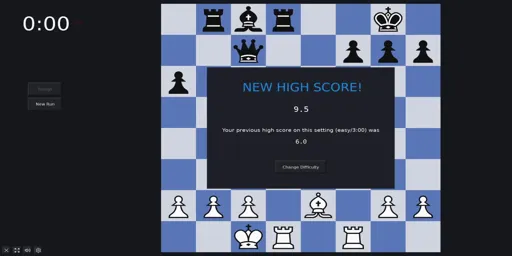 0:00
New Run
NEW HIGH SCORE!
9.5
Your previous high score on this setting (easy/3:00) was
6.0
Change Difficulty